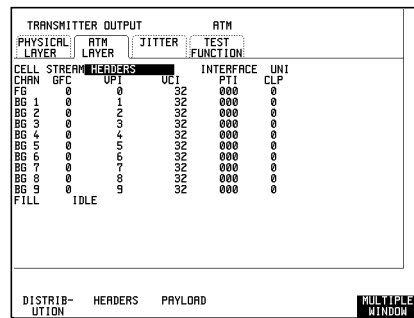 TRANSMITTER OUTPUT ATM
PHYSICAL LAYER ATM LAYER JITTER TEST FUNCTION
CELL STREAM HEADERS INTERFACE UNI
CHAN GFC VPI VCI PTI CLP
FG 0 0 32 000 0
BG 1 0 1 32 000 0
BG 2 0 2 32 000 0
BG 3 0 3 32 000 0
BG 4 0 4 32 000 0
BG 5 0 5 32 000 0
BG 6 0 6 32 000 0
BG 7 0 7 32 000 0
BG 8 0 8 32 000 0
BG 9 0 9 32 000 0
FILL IDLE
DISTRIB-UTION HEADERS PAYLOAD MULTIPLE WINDOW